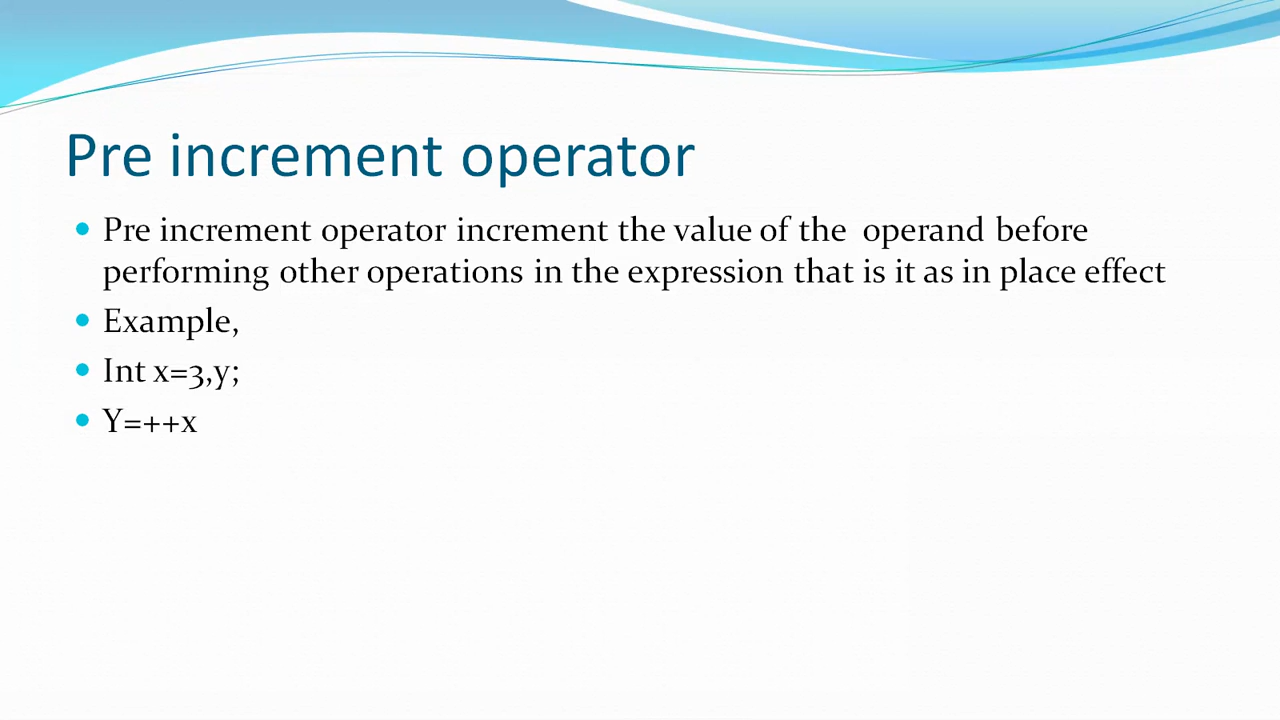 Pre increment operator
• Pre increment operator increment the value of the operand before
performing other operations in the expression that is it as in place effect
• Example,
• Int x=3,y;
• Y=++x